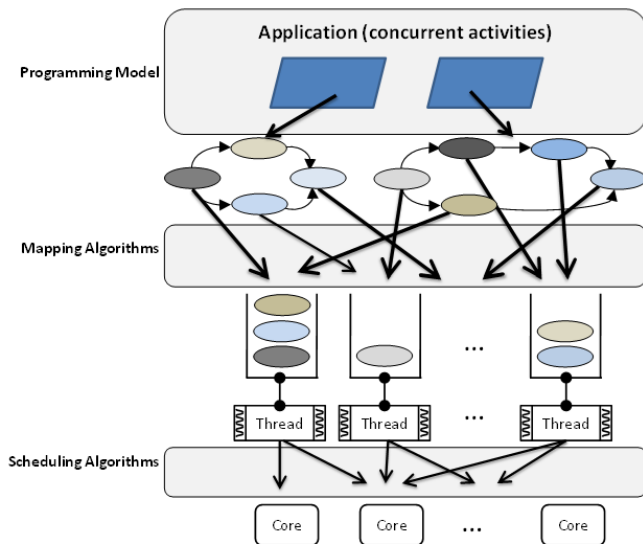 Application (concurrent activities)
Programming Model
Mapping Algorithms
...
Thread Thread ... Thread
Scheduling Algorithms
Core Core ... Core